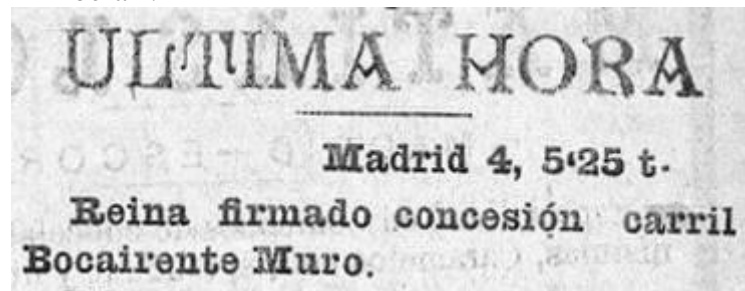 ULTIMA HORA
Madrid 4, 5‘25 t.
Reina firmado concesión carril
Bocairente Muro.